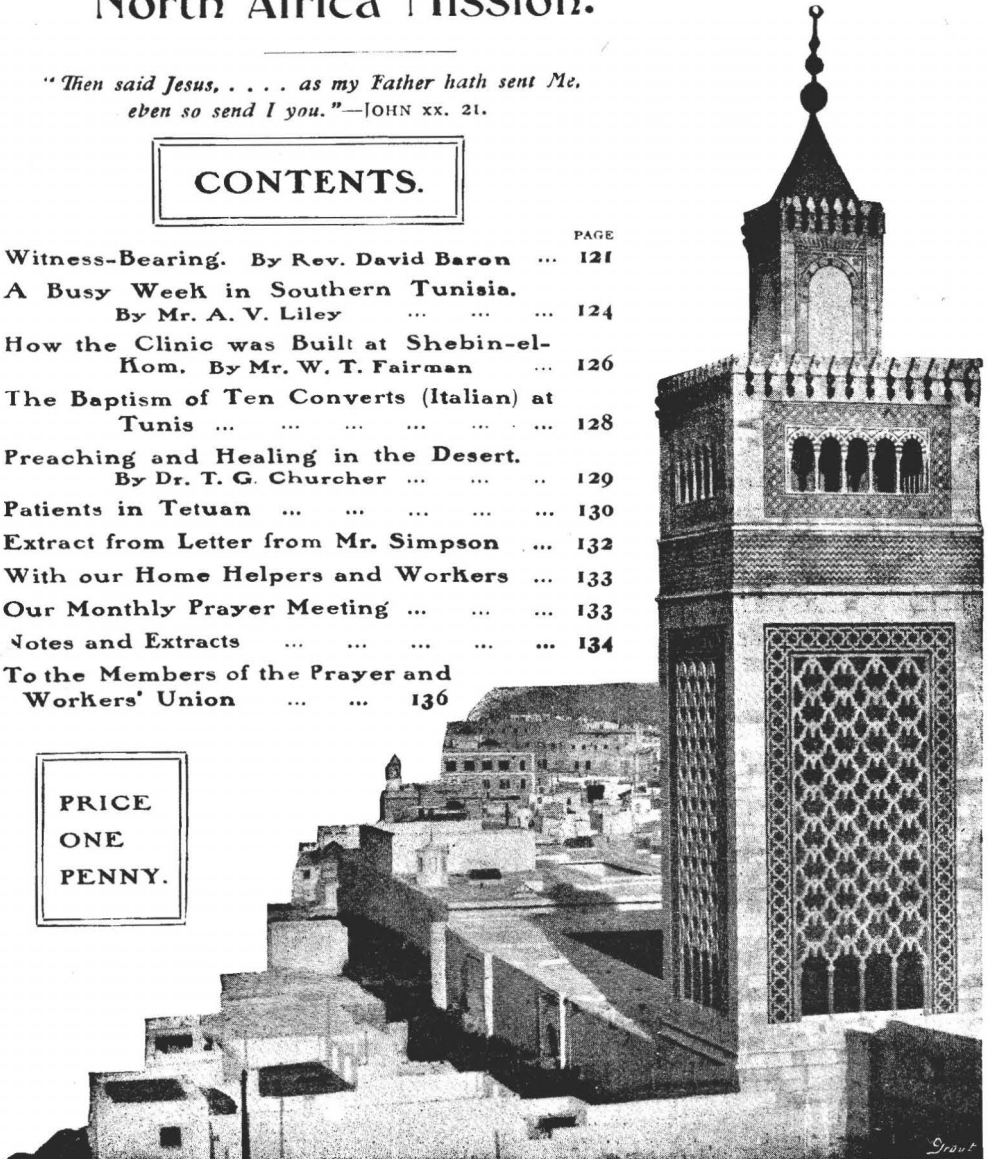 North Africa Mission.
"Then said Jesus, . . . . . as my Father hath sent Me,
even so send I you."—JOHN xx. 21.
CONTENTS.
PAGE
Witness-Bearing. By Rev. David Baron ... 121
A Busy Week in Southern Tunisia.
By Mr. A. V. Liley ... ... ... 124
How the Clinic was Built at Shebin-el-
Kom. By Mr. W. T. Fairman ... 126
The Baptism of Ten Converts (Italian) at
Tunis ... ... ... ... ... ... 128
Preaching and Healing in the Desert.
By Dr. T. G. Churcher ... ... .. 129
Patients in Tetuan ... ... ... ... ... 130
Extract from Letter from Mr. Simpson ... 132
With our Home Helpers and Workers ... 133
Our Monthly Prayer Meeting ... ... ... 133
Notes and Extracts ... ... ... ... ... 134
To the Members of the Prayer and
Workers' Union ... ... 136
PRICE
ONE
PENNY.
Grout